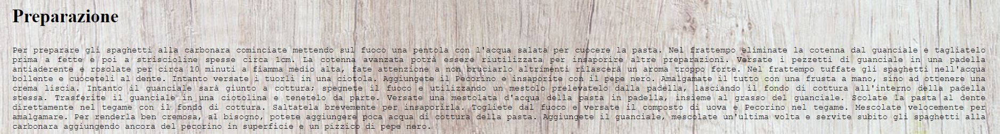 Preparazione
Per preparare gli spaghetti alla carbonara cominciate mettendo sul fuoco una pentola con l'acqua salata per cuocere la pasta. Nel frattempo eliminate la cotenna dal guanciale e tagliatelo
prima a fette e poi a striscioline spesse circa 1cm. La cotenna avanzata potrà essere riutilizzata per insaporire altre preparazioni. Versate i pezzetti di guanciale in una padella
antiaderente e rosolate per circa 10 minuti a fiamma medio alta, fate attenzione a non bruciarlo altrimenti rilascerà un aroma troppo forte. Nel frattempo tuffate gli spaghetti nell'acqua
bollente e cuoceteli al dente. Intanto versate i tuorli in una ciotola. Aggiungete il Pecorino e insaporite con il pepe nero. Amalgamate il tutto con una frusta a mano, sino ad ottenere una
crema liscia. Intanto il guanciale sarà giunto a cottura; spegnete il fuoco e utilizzando un mestolo prelevatelo dalla padella, lasciando il fondo di cottura all'interno della padella
stessa. Trasferite il guanciale in una ciotolina e tenetelo da parte. Versate una mestolata d'acqua della pasta in padella, insieme al grasso del guanciale. Scolate la pasta al dente
direttamente nel tegame con il fondo di cottura. Saltatela brevemente per insaporirla. Togliete dal fuoco e versate il composto di uova e Pecorino nel tegame. Mescolate velocemente per
amalgamare. Per renderla ben cremosa, al bisogno, potete aggiungere poca acqua di cottura della pasta. Aggiungete il guanciale, mescolate un'ultima volta e servite subito gli spaghetti alla
carbonara aggiungendo ancora del pecorino in superficie e un pizzico di pepe nero.